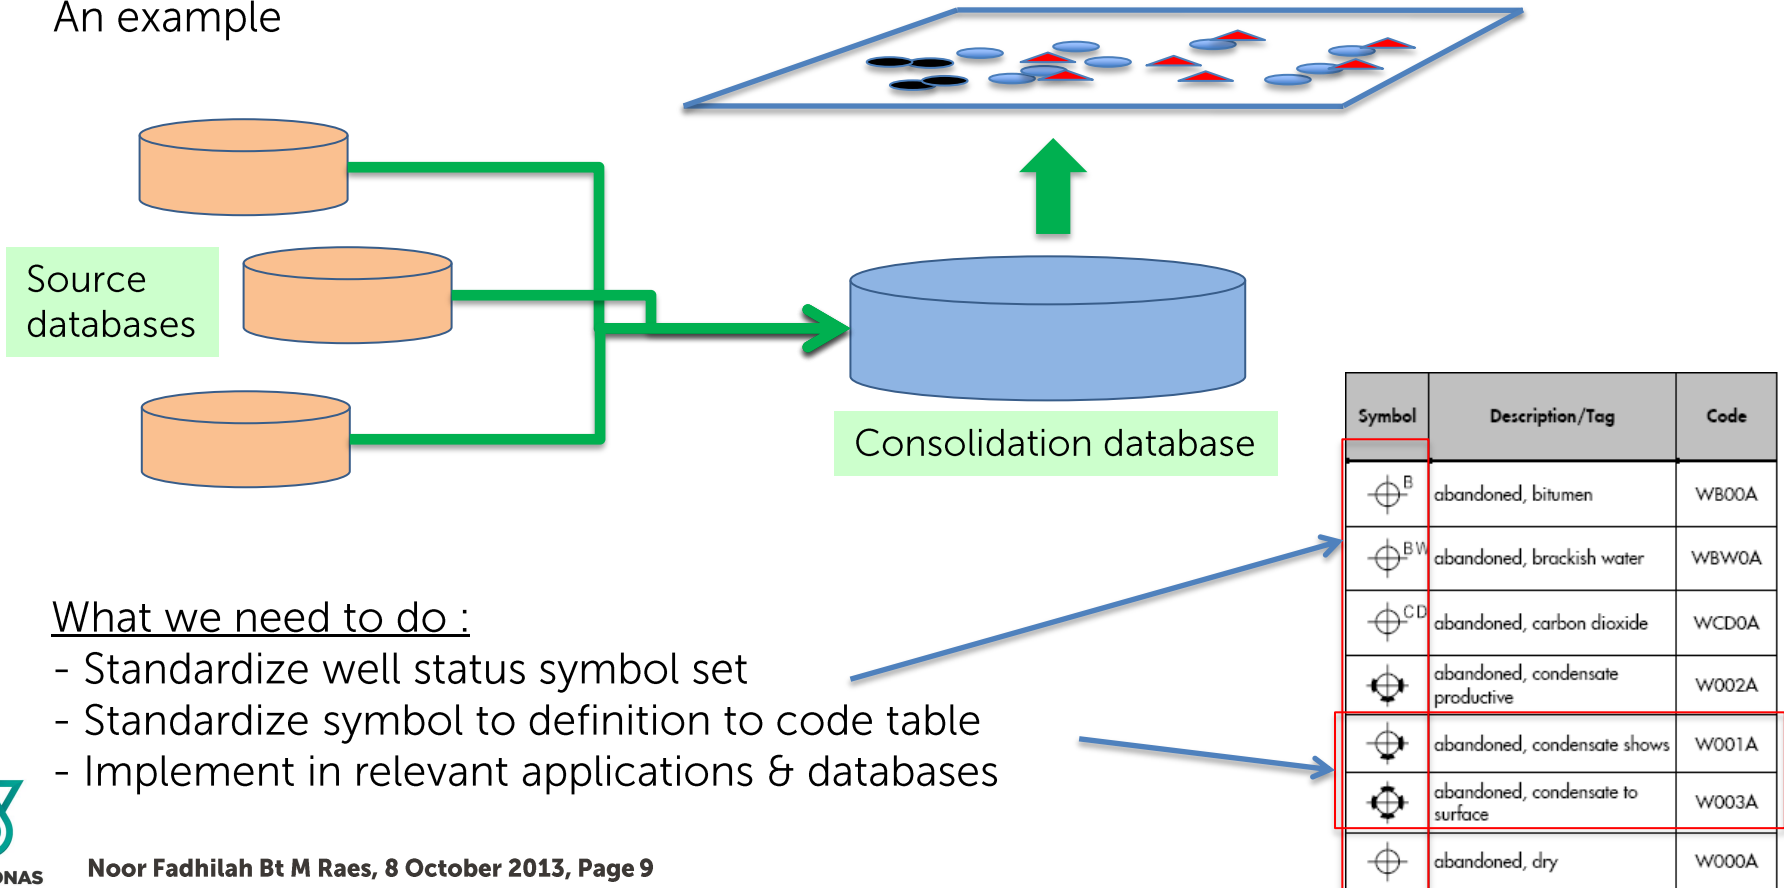 An example
Source
databases
Consolidation database
What we need to do :
- Standardize well status symbol set
- Standardize symbol to definition to code table
- Implement in relevant applications & databases
Symbol Description/Tag Code
B abandoned, bitumen WB00A
BW abandoned, brackish water WBW0A
CD abandoned, carbon dioxide WCD0A
abandoned, condensate
productive W002A
abandoned, condensate shows W001A
abandoned, condensate to
surface W003A
abandoned, dry W000A
Noor Fadhilah Bt M Raes, 8 October 2013, Page 9